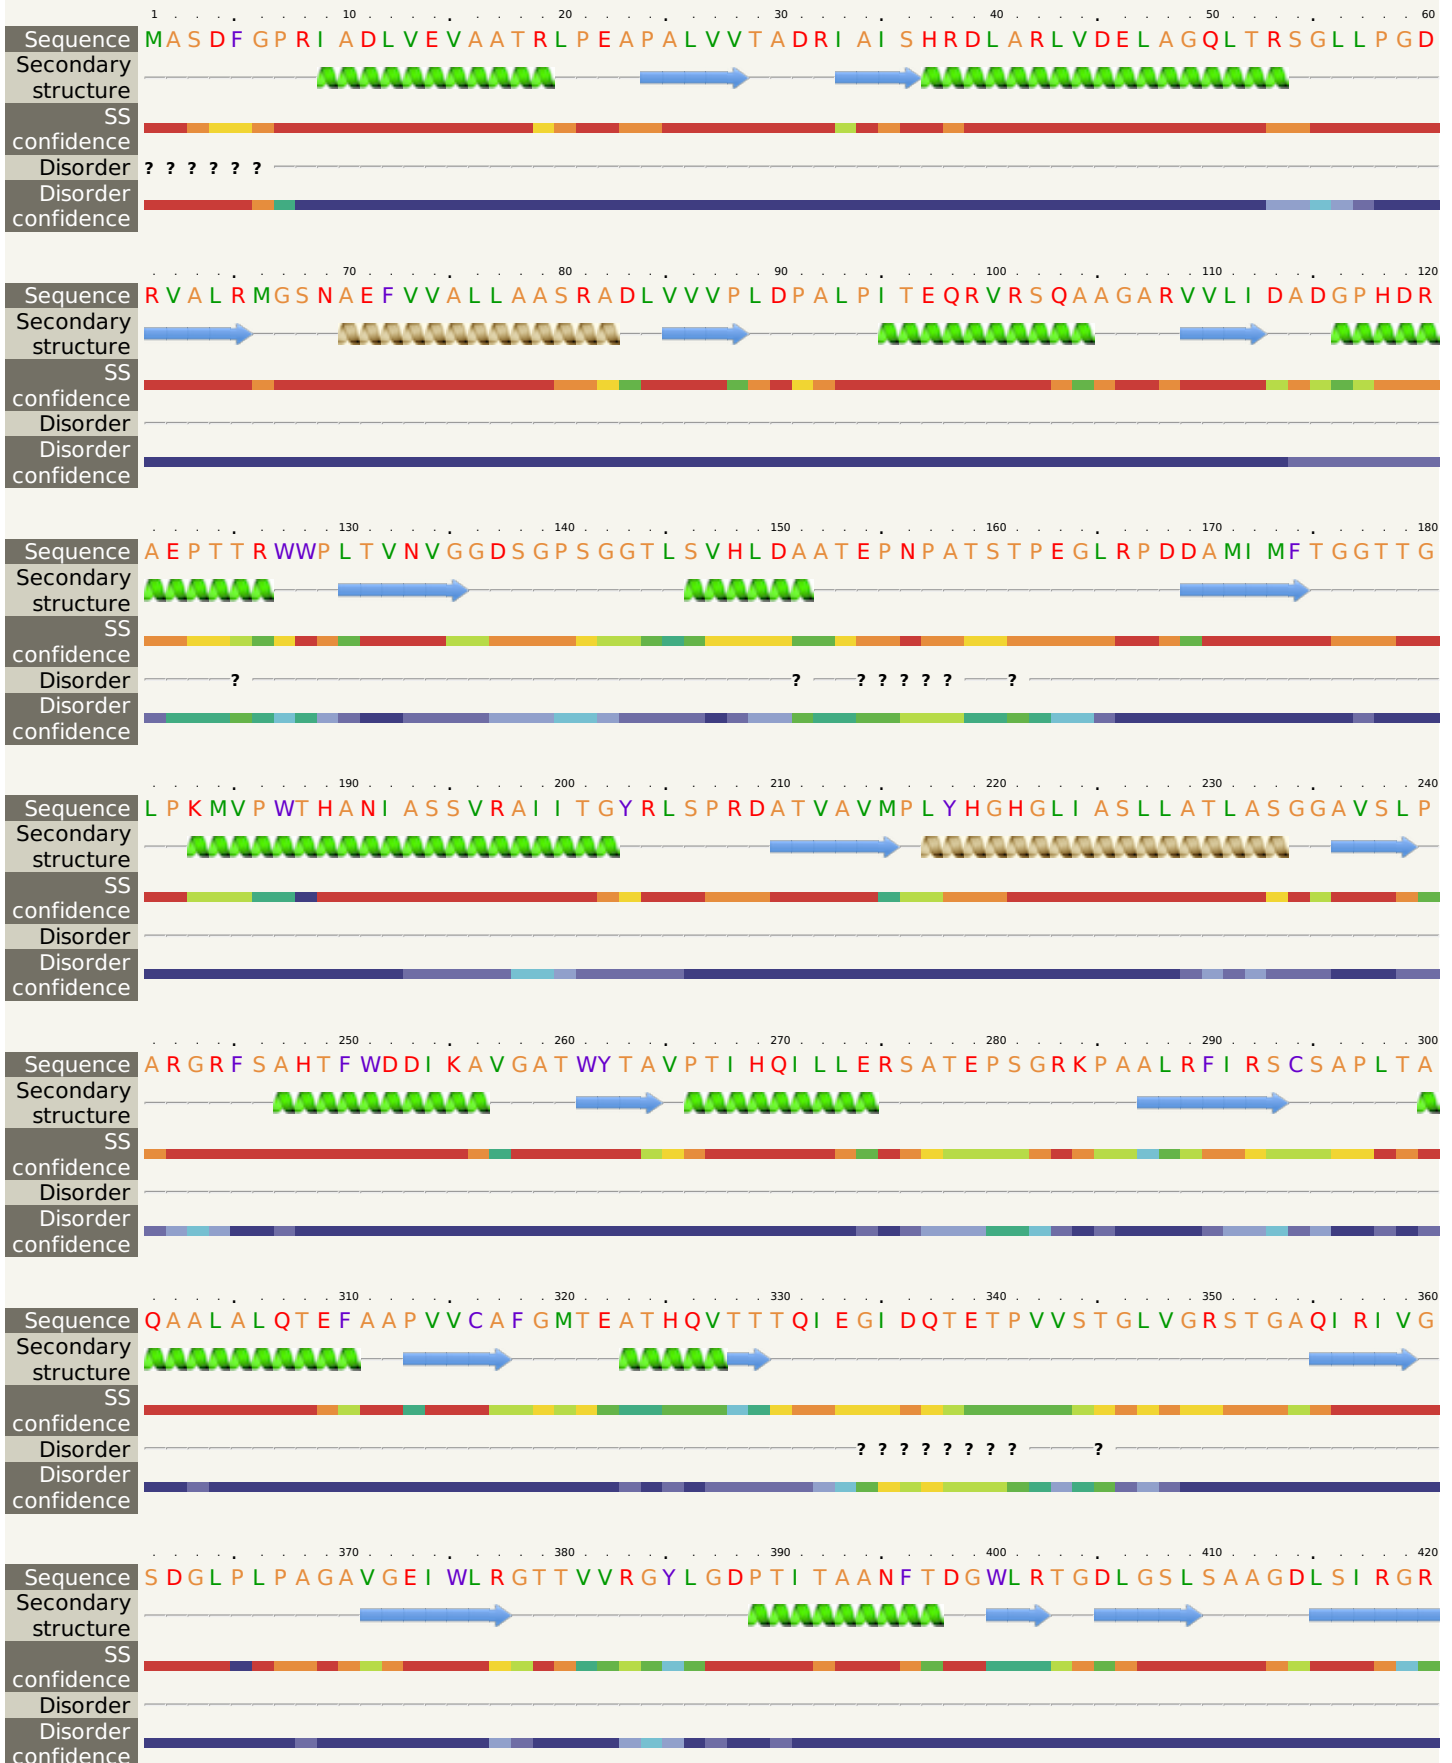 1 10 20 30 40 50 60
Sequence MASDFGPRIADLVEVAATRLPEAPALVVTADRIAISHRDLARLVDELAGQLTRSGLLPGD
Secondary
structure
SS
confidence
Disorder ? ? ? ? ? ?
Disorder
confidence
70 80 90 100 110 120
Sequence RVALRMGSNAEFVVALLAASRADLVVVPLDPALPITEQRVRSQAAGARVVLIDADGPHDR
Secondary
structure
SS
confidence
Disorder
Disorder
confidence
130 140 150 160 170 180
Sequence AEPTTRWWPLTVNVGGDSGPSGGTLSVHLDAATEPNPATSTPEGLRPDDAMIMFTGGTTG
Secondary
structure
SS
confidence
Disorder ? ? ? ? ? ? ? ?
Disorder
confidence
190 200 210 220 230 240
Sequence LPKMVPWTHANIASSVRAIITGYRLSPRDATVAVMPLYHGHGLIASLLATLASGGAVSLP
Secondary
structure
SS
confidence
Disorder
Disorder
confidence
250 260 270 280 290 300
Sequence ARGRFSAHTFWDDIKAVGATWYTAVPTIHQILLERSATEPSGRKPAALRFIRSCSAPLTA
Secondary
structure
SS
confidence
Disorder
Disorder
confidence
310 320 330 340 350 360
Sequence QAALALQTEFAAPVVCAFGMTEATHQVTTTQIEGIDQTETPVVSTGLVGRSTGAQIRIVG
Secondary
structure
SS
confidence
Disorder ? ? ? ? ? ? ? ? ?
Disorder
confidence
370 380 390 400 410 420
Sequence SDGLPLPAGAVGEIWLRGTTVVRGYLGDPTITAANFTDGWLRTGDLGSLSAAGDLSIRGR
Secondary
structure
SS
confidence
Disorder
Disorder
confidence